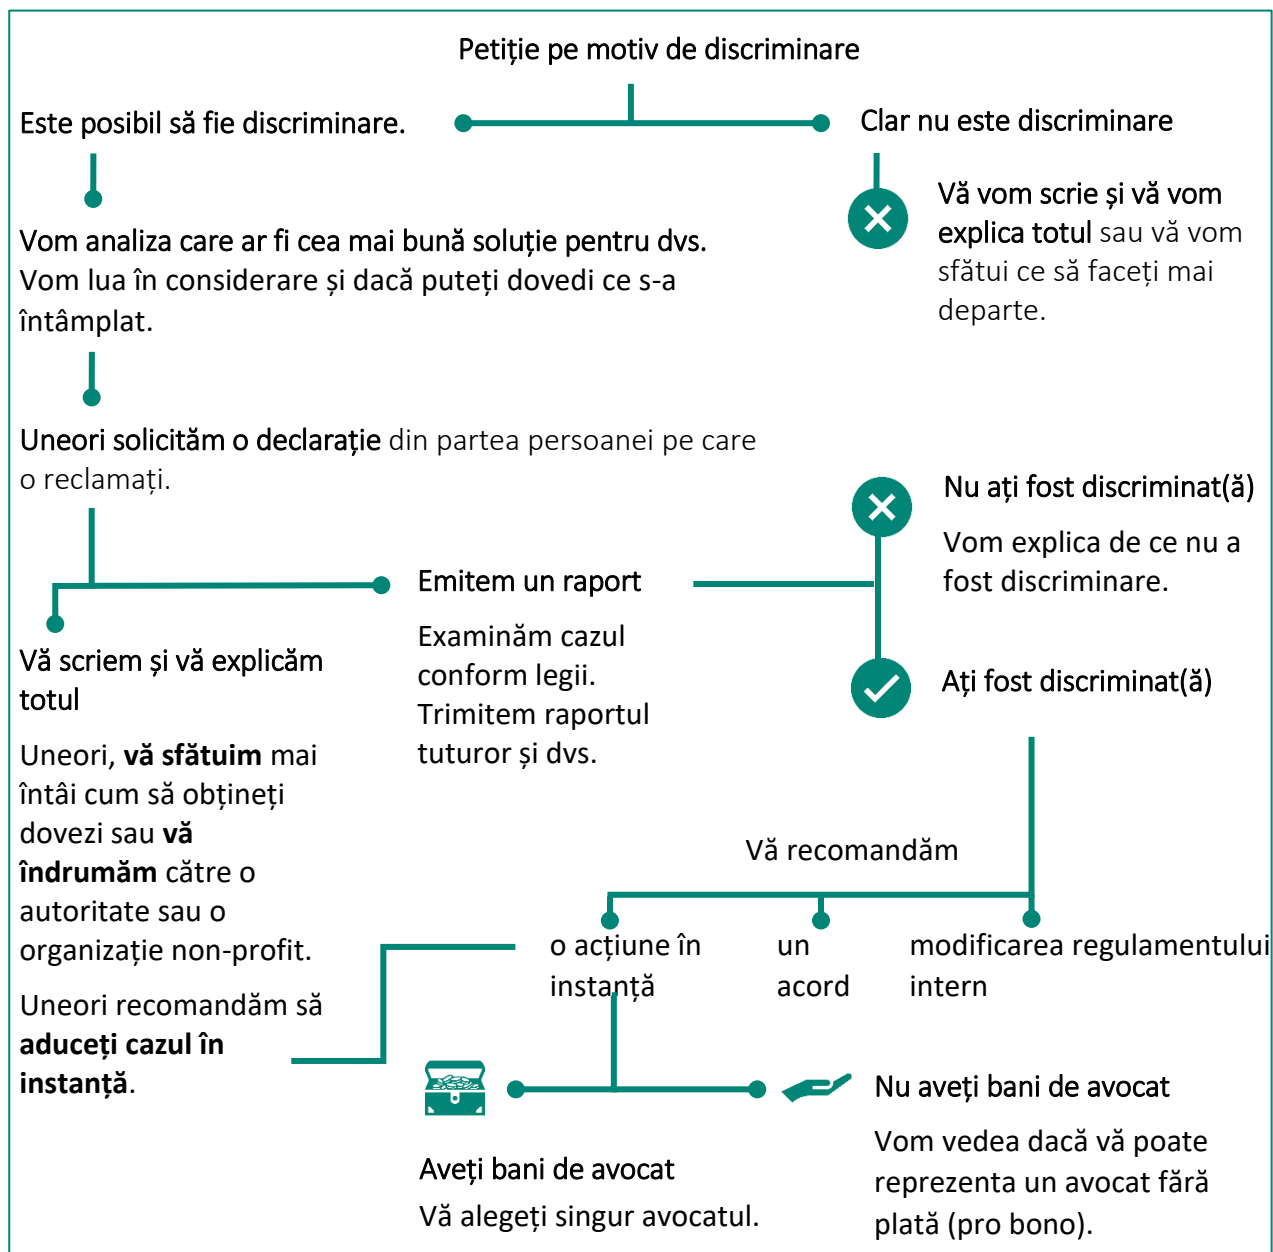 Petiție pe motiv de discriminare
Este posibil să fie discriminare.
Clar nu este discriminare
Vă vom scrie și vă vom
explica totul sau vă vom
sfătui ce să faceți mai
departe.
Vom analiza care ar fi cea mai bună soluție pentru dvs.
Vom lua în considerare și dacă puteți dovedi ce s-a
întâmplat.
Uneori solicităm o declarație din partea persoanei pe care
o reclamați.
Nu ați fost discriminat(ă)
Vom explica de ce nu a
fost discriminare.
Emitem un raport
Examinăm cazul
conform legii.
Trimitem raportul
tuturor și dvs.
Ați fost discriminat(ă)
Vă scriem și vă explicăm
totul
Uneori, vă sfătuim mai
întâi cum să obțineți
dovezi sau vă
îndrumăm către o
autoritate sau o
organizație non-profit.
Uneori recomandăm să
aduceți cazul în
instanță.
Vă recomandăm
o acțiune în
instanță
un
acord
modificarea regulamentului
intern
Aveți bani de avocat
Vă alegeți singur avocatul.
Nu aveți bani de avocat
Vom vedea dacă vă poate
reprezenta un avocat fără
plată (pro bono).